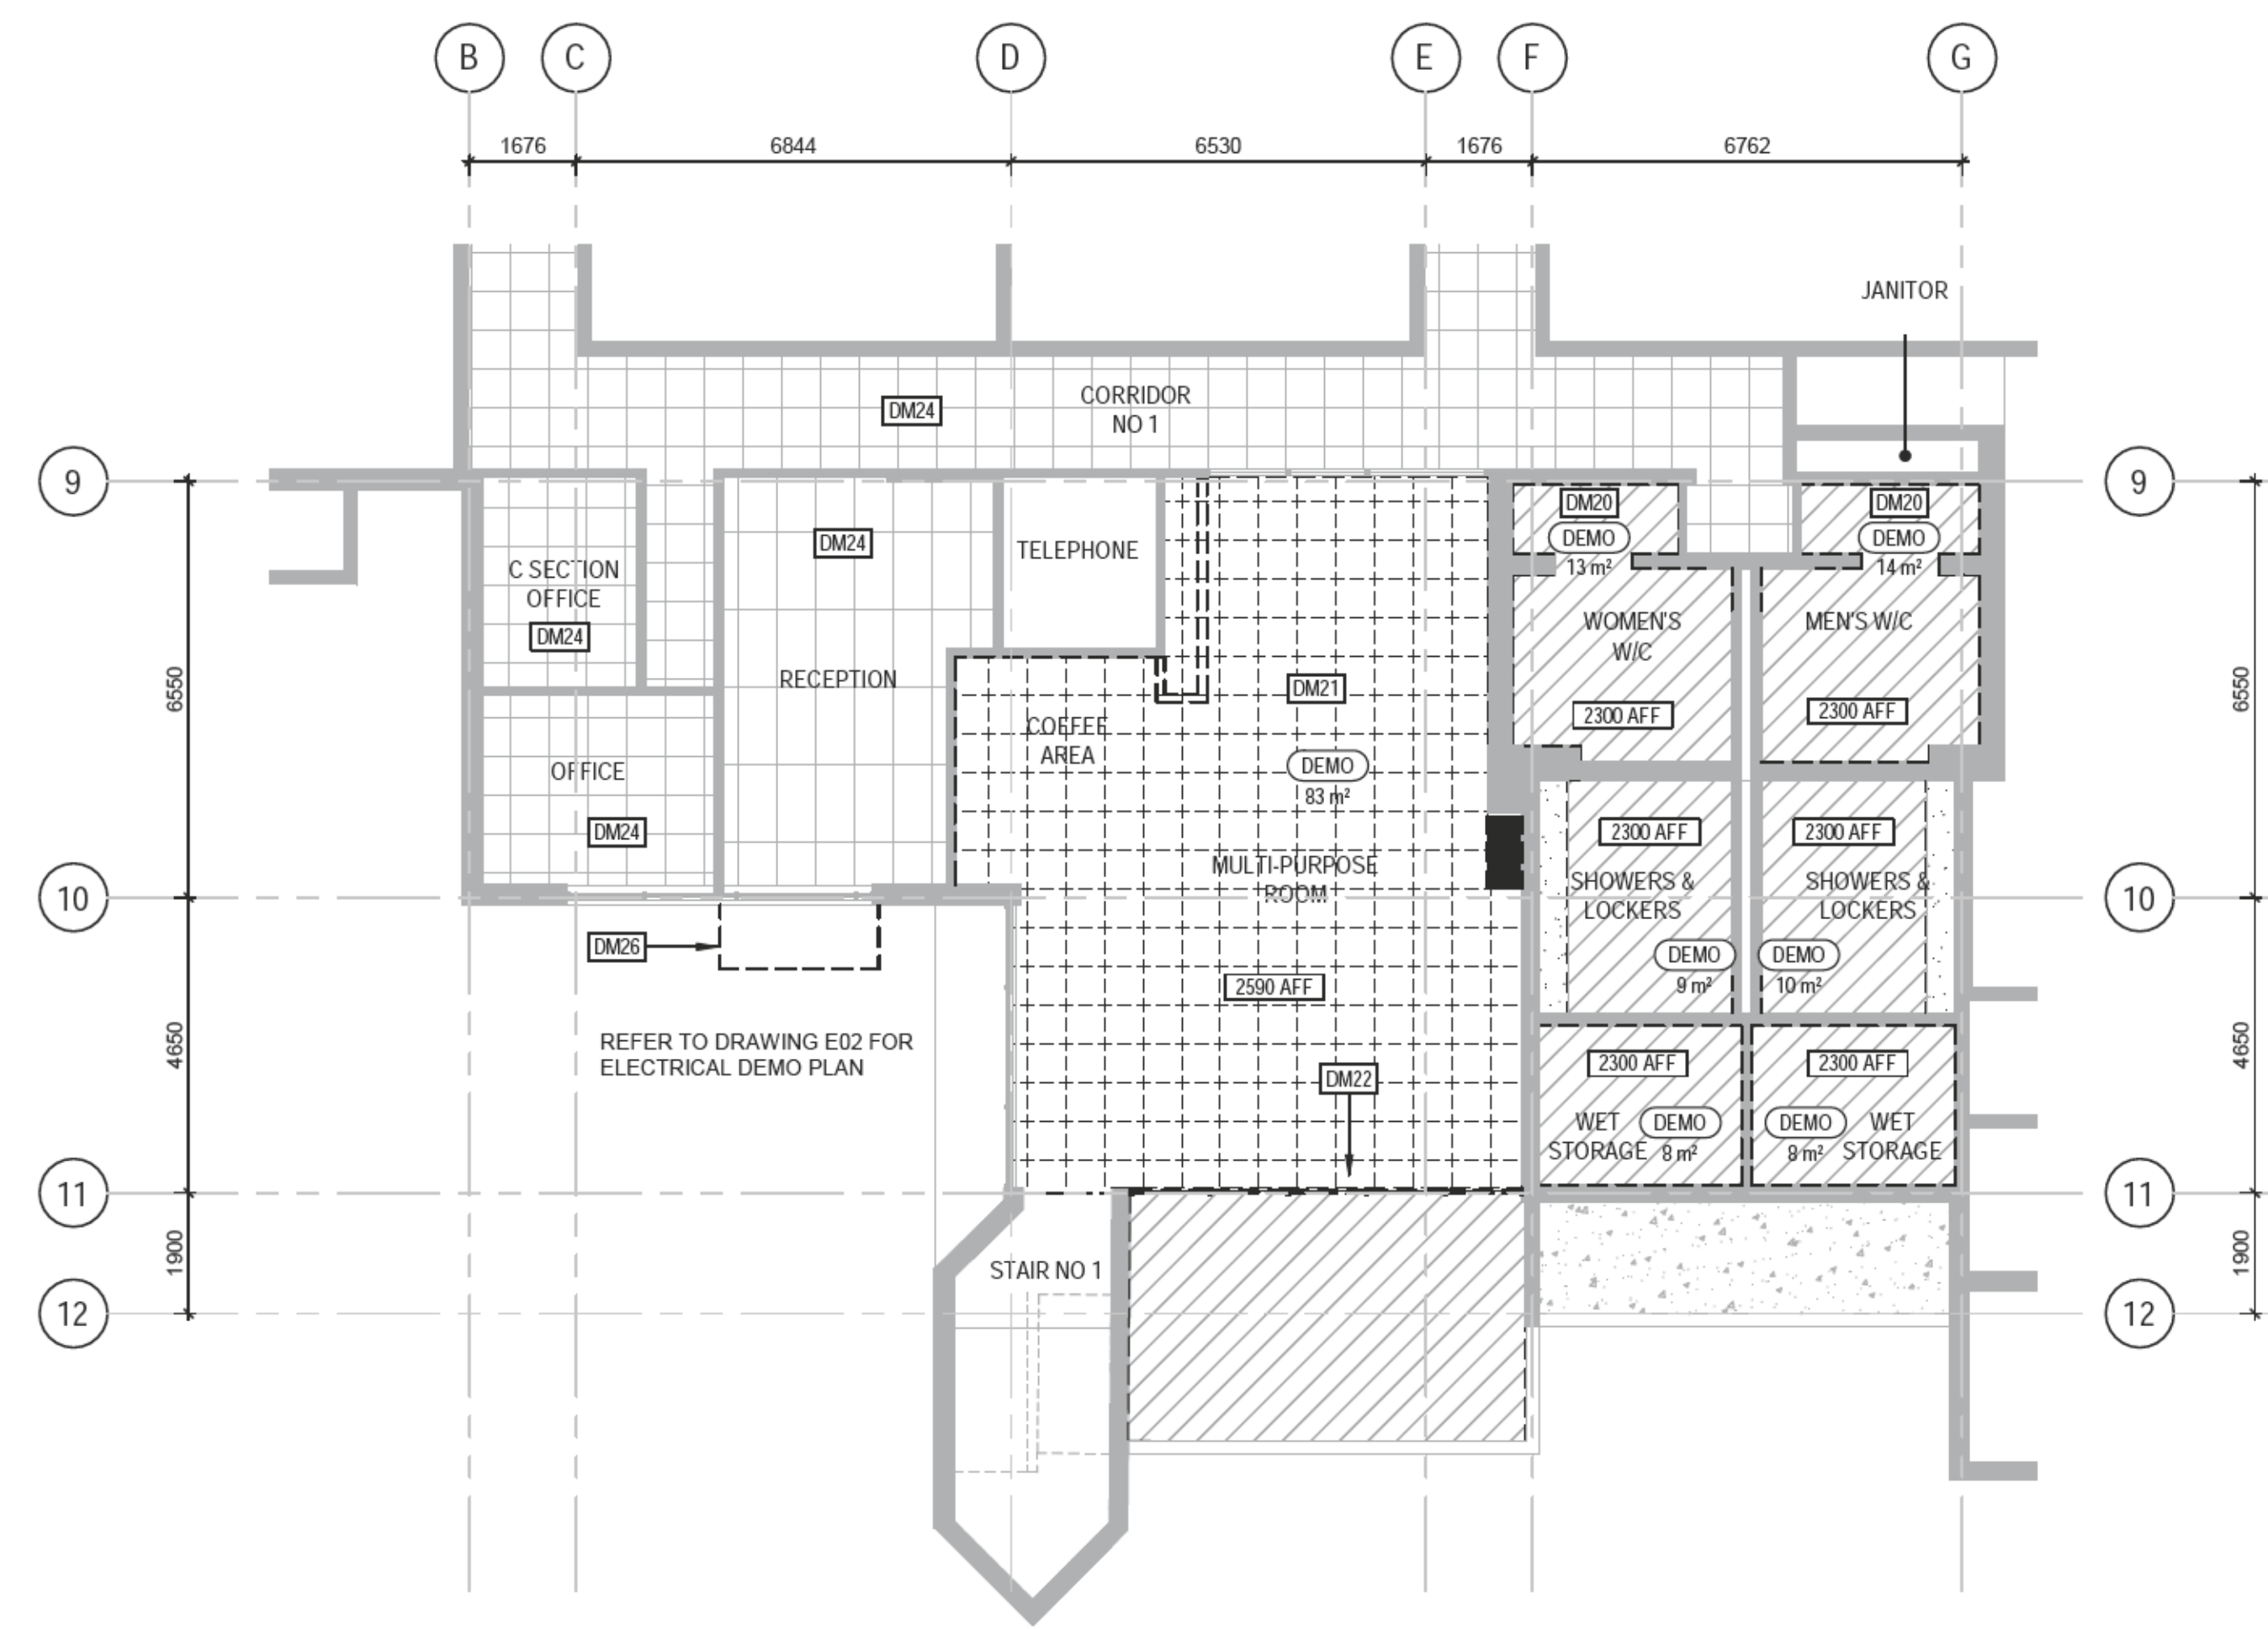 B
C
D
E
F
G
1676
6844
6530
1676
6762
JANITOR
CORRIDOR
NO 1
DM24
9
9
DM20
DM20
DEMO
13 m²
DEMO
14 m²
DM24
TELEPHONE
C SECTION
OFFICE
DM24
WOMEN'S
W/C
MEN'S W/C
RECEPTION
DM21
6550
6550
2300 AFF
2300 AFF
COFFEE
AREA
OFFICE
DEMO
83 m²
DM24
2300 AFF
2300 AFF
MULTI-PURPOSE
ROOM
SHOWERS &
LOCKERS
SHOWERS &
LOCKERS
10
10
DM26
DEMO
9 m²
DEMO
10 m²
2590 AFF
REFER TO DRAWING E02 FOR
ELECTRICAL DEMO PLAN
4650
4650
DM22
2300 AFF
2300 AFF
WET
STORAGE
DEMO
8 m²
DEMO
8 m²
WET
STORAGE
11
11
1900
1900
STAIR NO 1
12
12